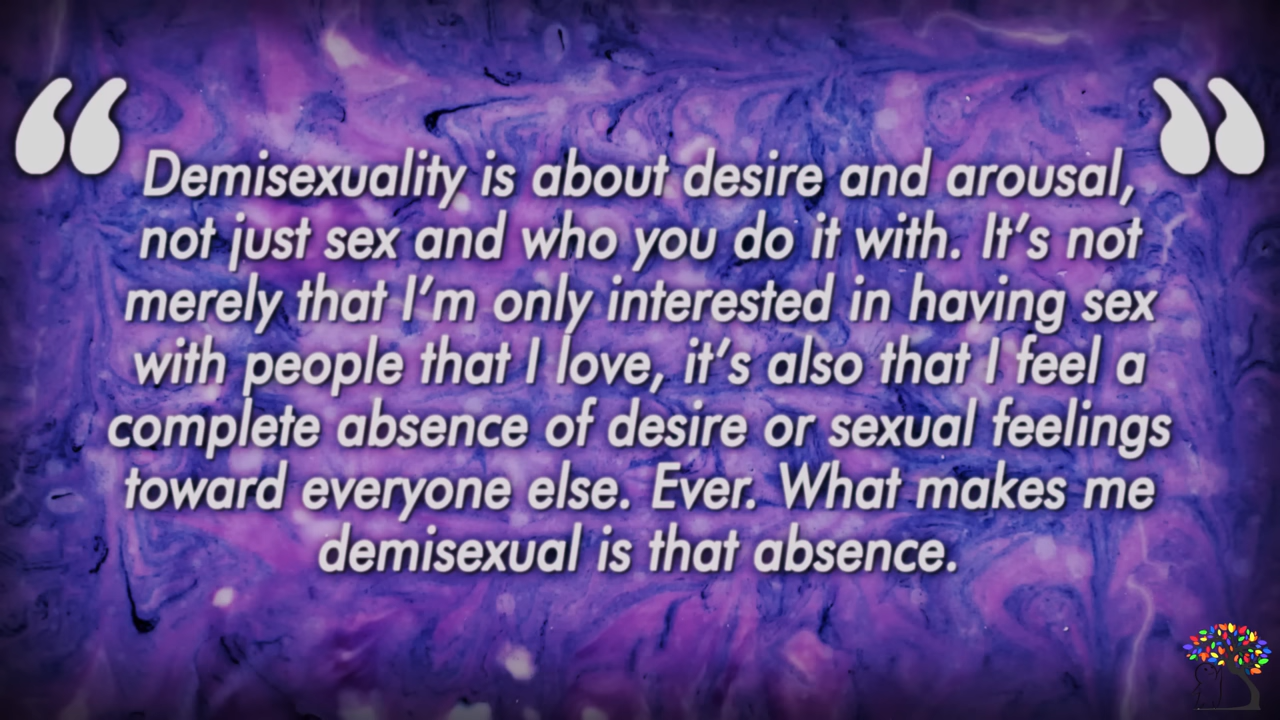 “ Demisexuality is about desire and arousal, ”
not just sex and who you do it with. It’s not
merely that I’m only interested in having sex
with people that I love, it’s also that I feel a
complete absence of desire or sexual feelings
toward everyone else. Ever. What makes me
demisexual is that absence.